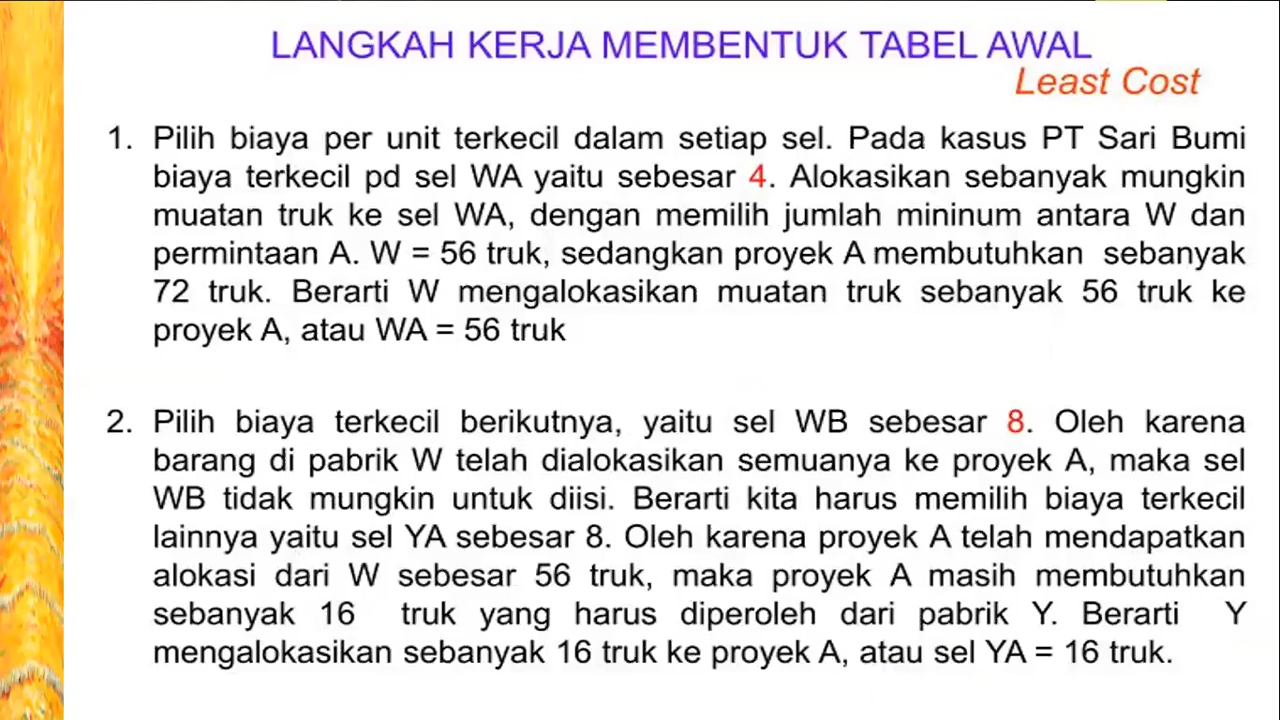 LANGKAH KERJA MEMBENTUK TABEL AWAL
Least Cost
1. Pilih biaya per unit terkecil dalam setiap sel. Pada kasus PT Sari Bumi
biaya terkecil pd sel WA yaitu sebesar 4. Alokasikan sebanyak mungkin
muatan truk ke sel WA, dengan memilih jumlah mininum antara W dan
permintaan A. W = 56 truk, sedangkan proyek A membutuhkan sebanyak
72 truk. Berarti W mengalokasikan muatan truk sebanyak 56 truk ke
proyek A, atau WA = 56 truk
2. Pilih biaya terkecil berikutnya, yaitu sel WB sebesar 8. Oleh karena
barang di pabrik W telah dialokasikan semuanya ke proyek A, maka sel
WB tidak mungkin untuk diisi. Berarti kita harus memilih biaya terkecil
lainnya yaitu sel YA sebesar 8. Oleh karena proyek A telah mendapatkan
alokasi dari W sebesar 56 truk, maka proyek A masih membutuhkan
sebanyak 16 truk yang harus diperoleh dari pabrik Y. Berarti Y
mengalokasikan sebanyak 16 truk ke proyek A, atau sel YA = 16 truk.